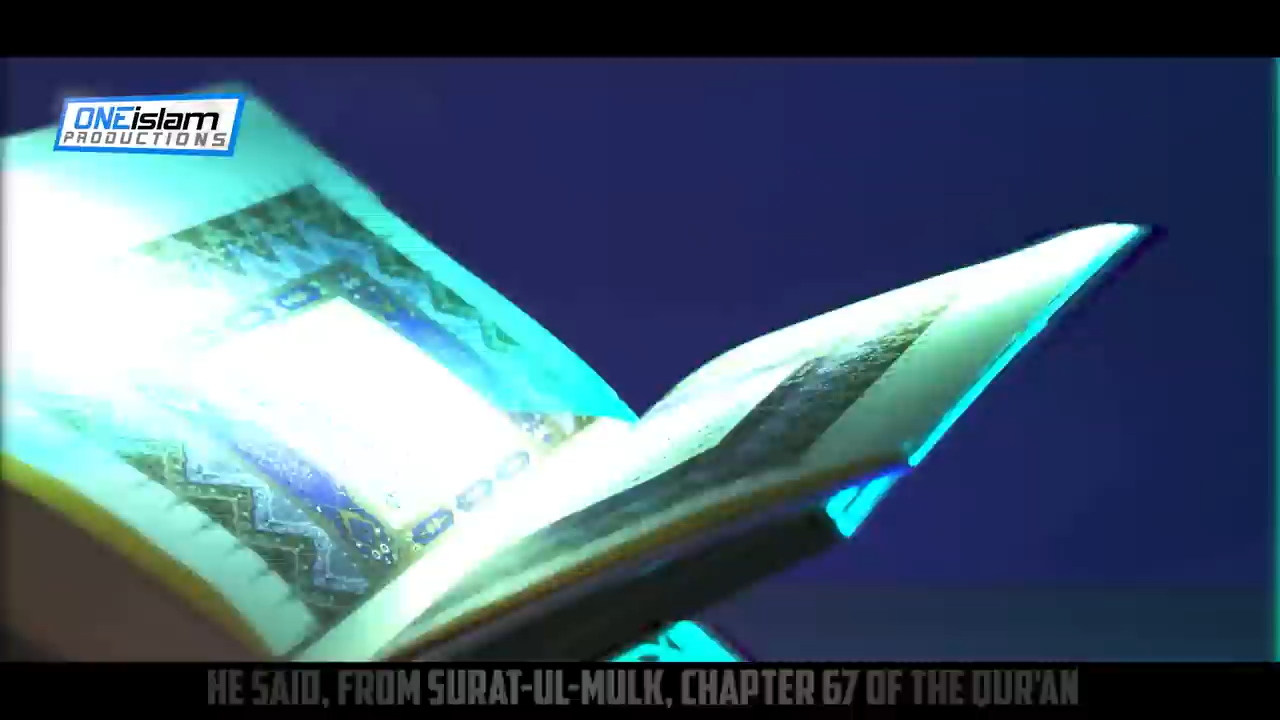 ONEislam
PRODUCTIONS
HE SAID, FROM SURAT-UL-MULK, CHAPTER 67 OF THE QUR'AN